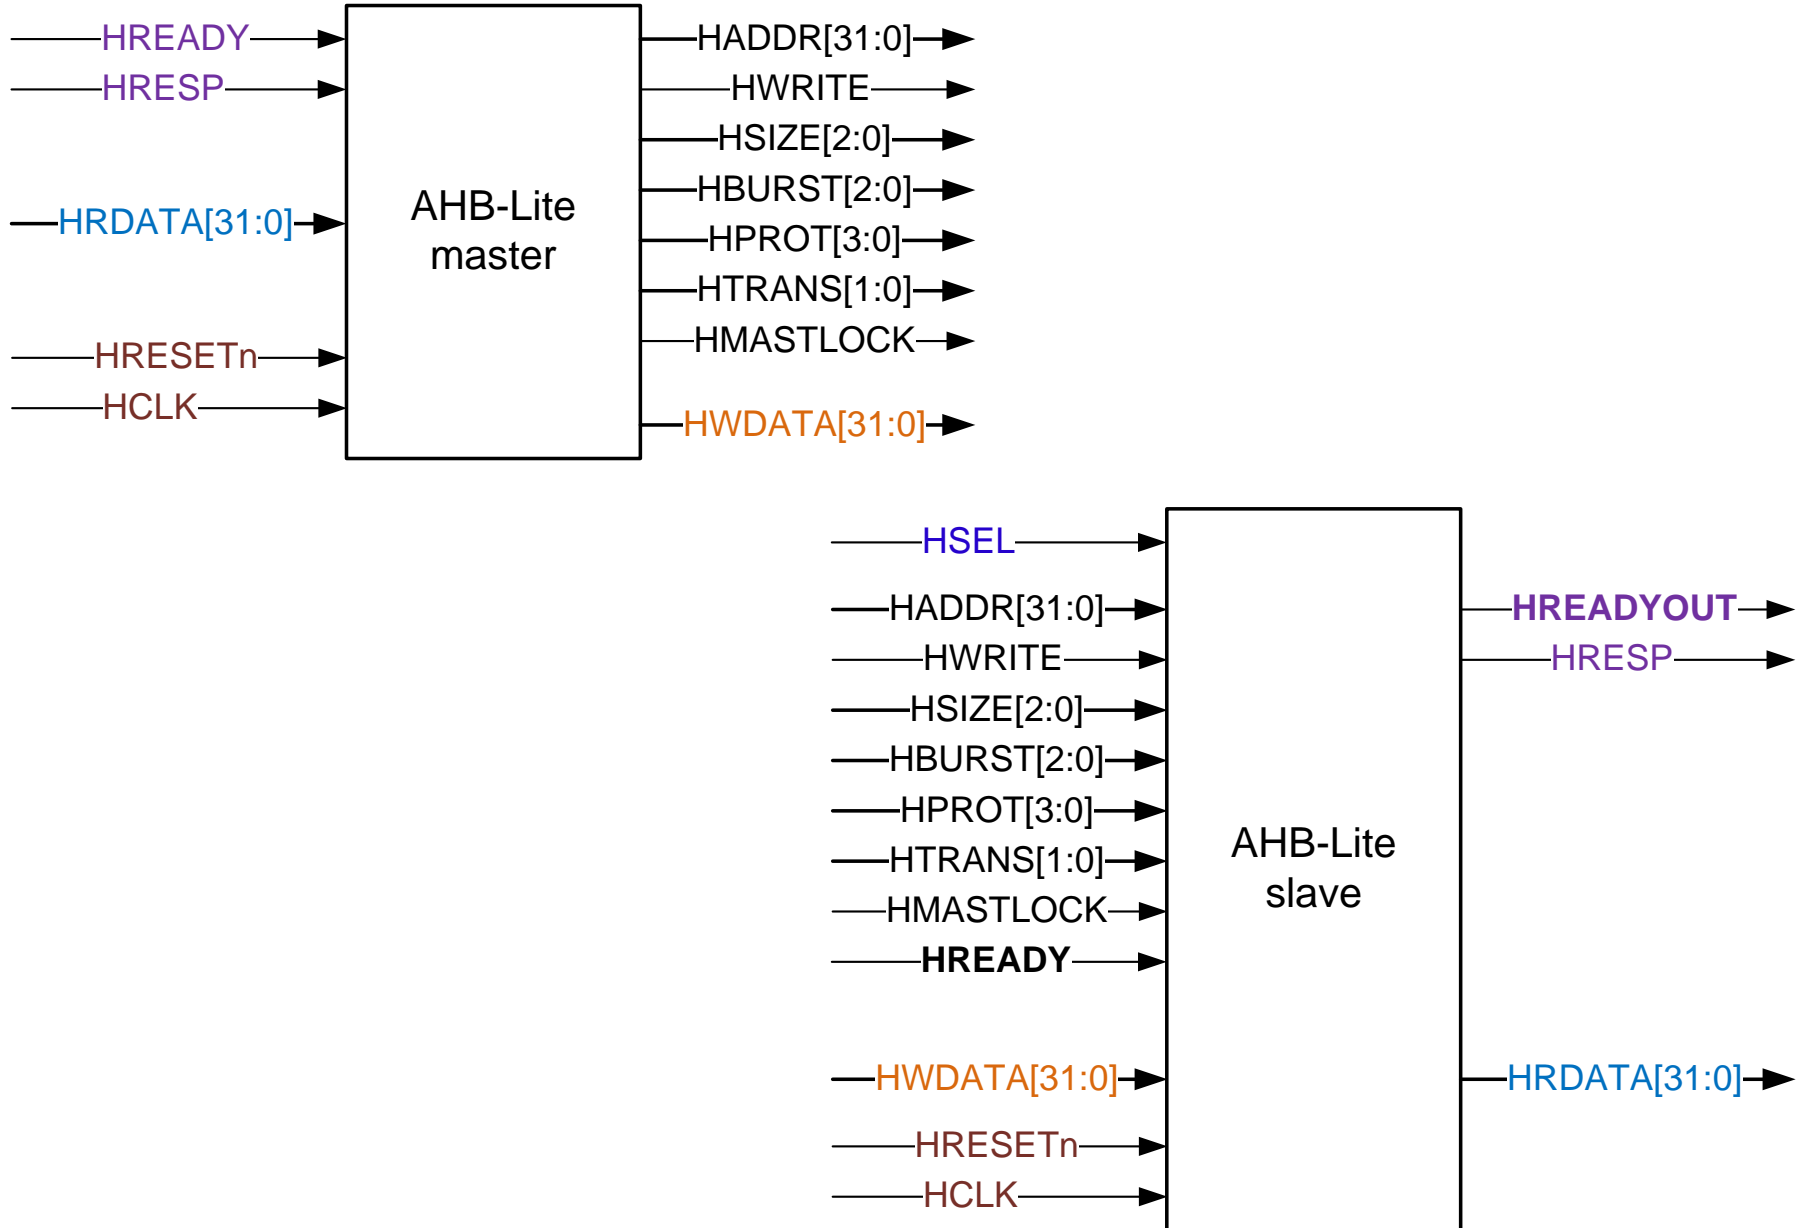 HREADY
HRESP
HRDATA[31:0]
HRESETn
HCLK
AHB-Lite
master
HADDR[31:0]
HWRITE
HSIZE[2:0]
HBURST[2:0]
HPROT[3:0]
HTRANS[1:0]
HMASTLOCK
HWDATA[31:0]
HSEL
HADDR[31:0]
HWRITE
HSIZE[2:0]
HBURST[2:0]
HPROT[3:0]
HTRANS[1:0]
HMASTLOCK
HREADY
HWDATA[31:0]
HRESETn
HCLK
AHB-Lite
slave
HREADYOUT
HRESP
HRDATA[31:0]